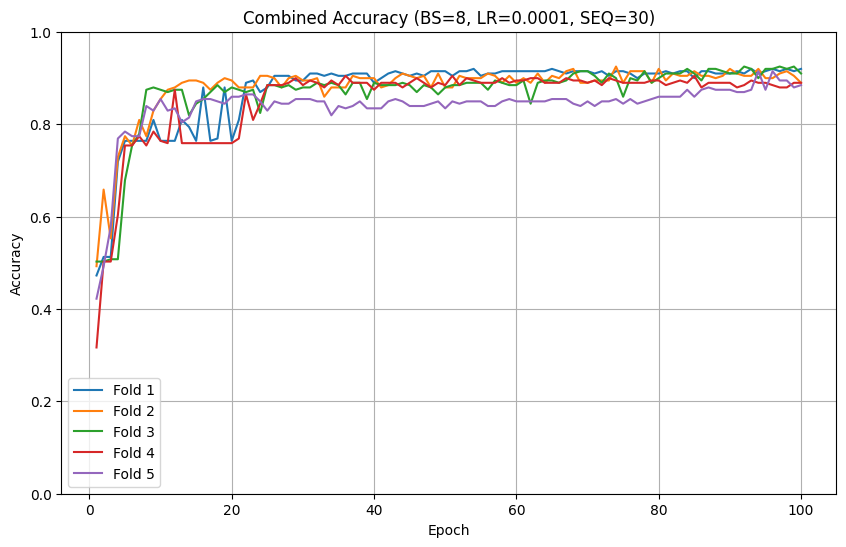 Combined Accuracy (BS=8, LR=0.0001, SEQ=30)
1.0
0.8
0.6
0.4
0.2
0.0
Accuracy
Fold 1
Fold 2
Fold 3
Fold 4
Fold 5
0 20 40 60 80 100
Epoch